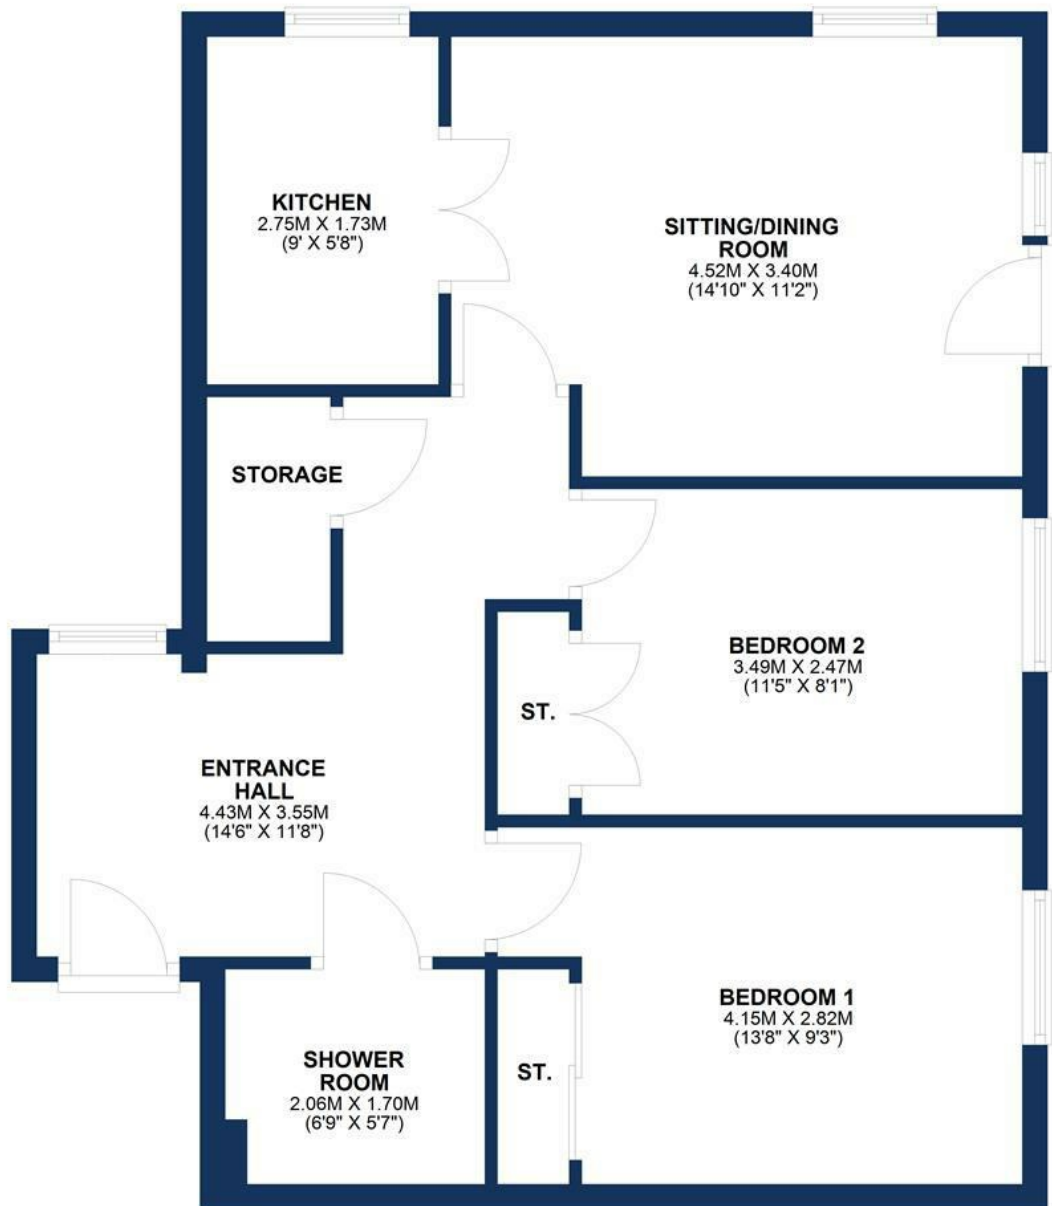 KITCHEN
2.75M X 1.73M
(9' X 5'8")
SITTING/DINING
ROOM
4.52M X 3.40M
(14'10" X 11'2")
STORAGE
BEDROOM 2
3.49M X 2.47M
(11'5" X 8'1")
ST.
ENTRANCE
HALL
4.43M X 3.55M
(14'6" X 11'8")
BEDROOM 1
4.15M X 2.82M
(13'8" X 9'3")
SHOWER
ROOM
2.06M X 1.70M
(6'9" X 5'7")
ST.